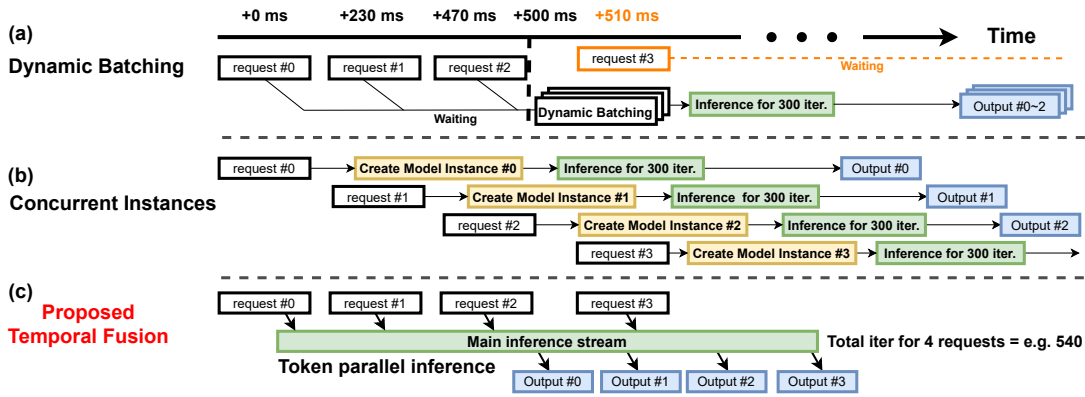 +0 ms +230 ms +470 ms +500 ms +510 ms
(a)
Time
Dynamic Batching
request #0 request #1 request #2 request #3
Waiting
Waiting
Dynamic Batching Inference for 300 iter. Output #0~2
(b)
Concurrent Instances
request #0 Create Model Instance #0 Inference for 300 iter. Output #0
request #1 Create Model Instance #1 Inference for 300 iter. Output #1
request #2 Create Model Instance #2 Inference for 300 iter. Output #2
request #3 Create Model Instance #3 Inference for 300 iter.
(c)
Proposed
Temporal Fusion
request #0 request #1 request #2 request #3
Main inference stream
Total iter for 4 requests = e.g. 540
Token parallel inference
Output #0 Output #1 Output #2 Output #3